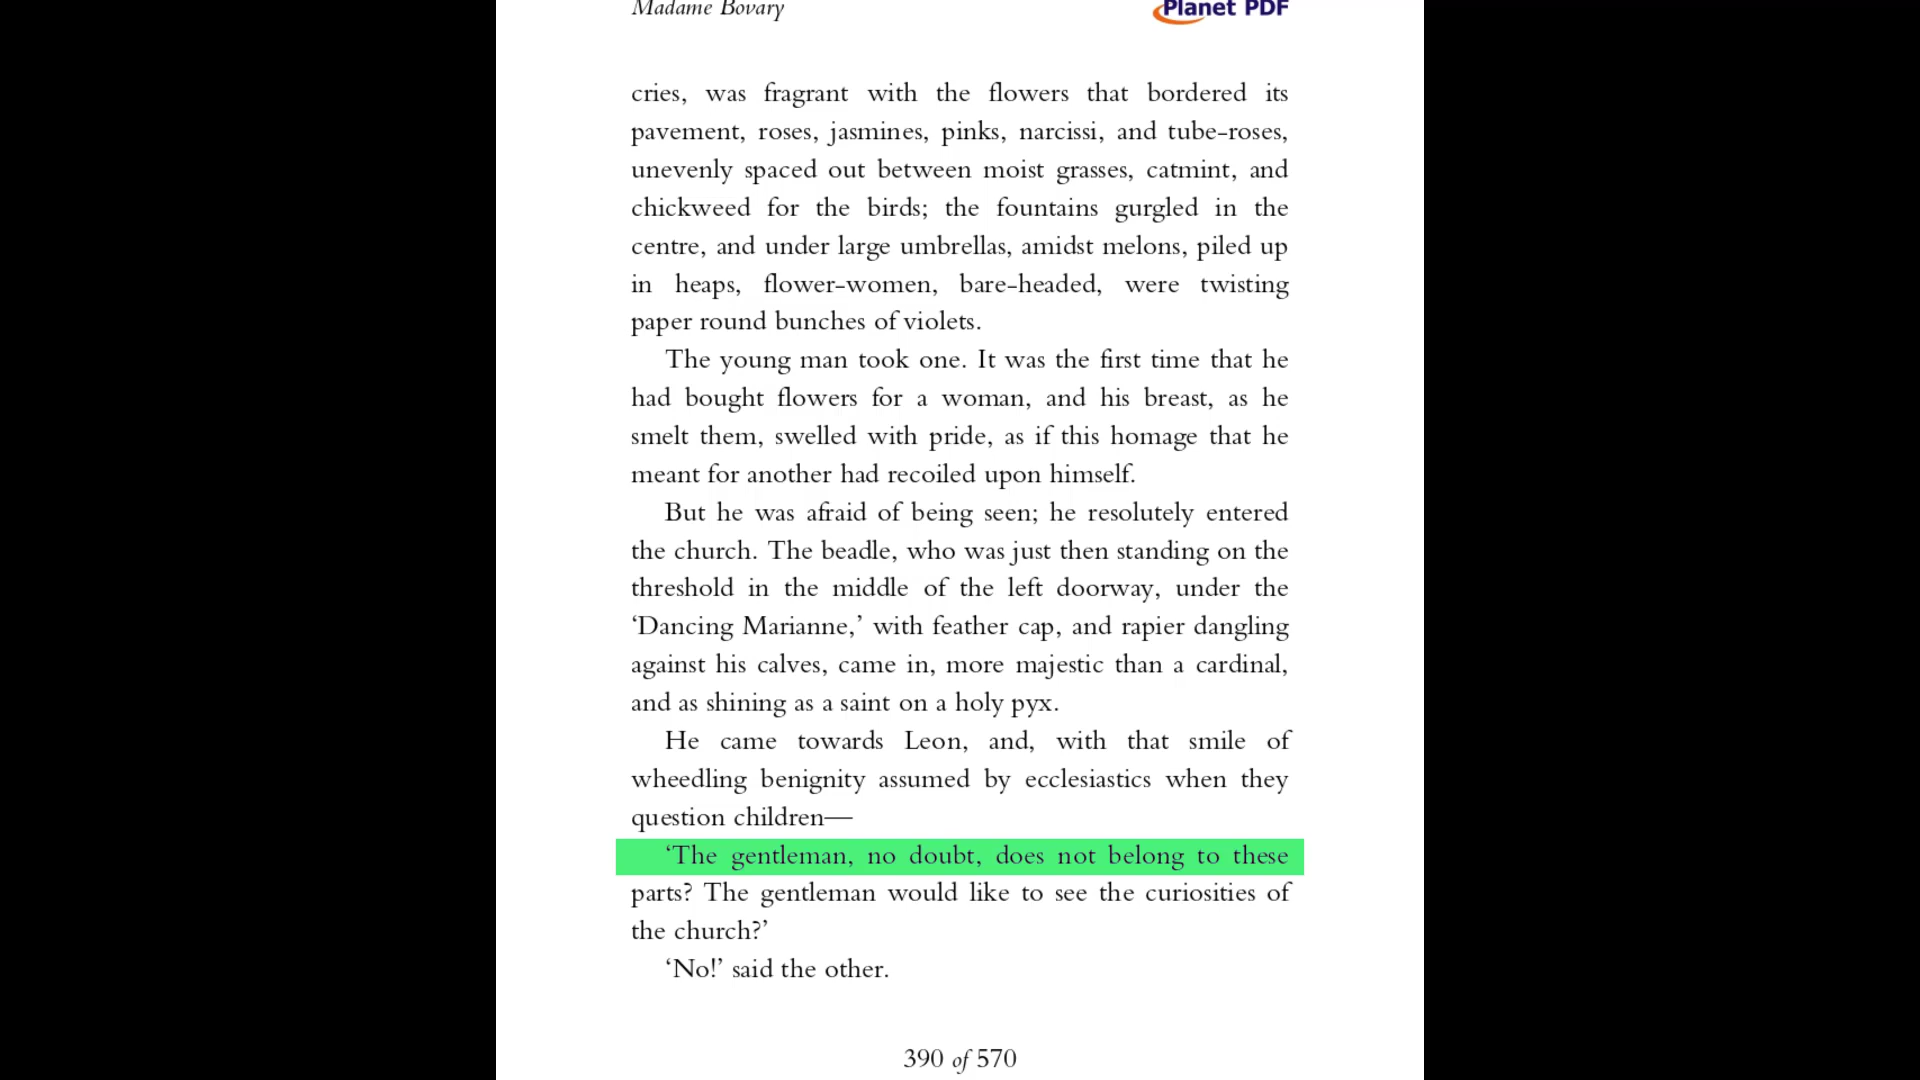 Madame Bovary
Planet PDF
cries, was fragrant with the flowers that bordered its
pavement, roses, jasmines, pinks, narcissi, and tube-roses,
unevenly spaced out between moist grasses, catmint, and
chickweed for the birds; the fountains gurgled in the
centre, and under large umbrellas, amidst melons, piled up
in heaps, flower-women, bare-headed, were twisting
paper round bunches of violets.
The young man took one. It was the first time that he
had bought flowers for a woman, and his breast, as he
smelt them, swelled with pride, as if this homage that he
meant for another had recoiled upon himself.
But he was afraid of being seen; he resolutely entered
the church. The beadle, who was just then standing on the
threshold in the middle of the left doorway, under the
‘Dancing Marianne,’ with feather cap, and rapier dangling
against his calves, came in, more majestic than a cardinal,
and as shining as a saint on a holy pyx.
He came towards Leon, and, with that smile of
wheedling benignity assumed by ecclesiastics when they
question children—
‘The gentleman, no doubt, does not belong to these
parts? The gentleman would like to see the curiosities of
the church?’
‘No!’ said the other.
390 of 570